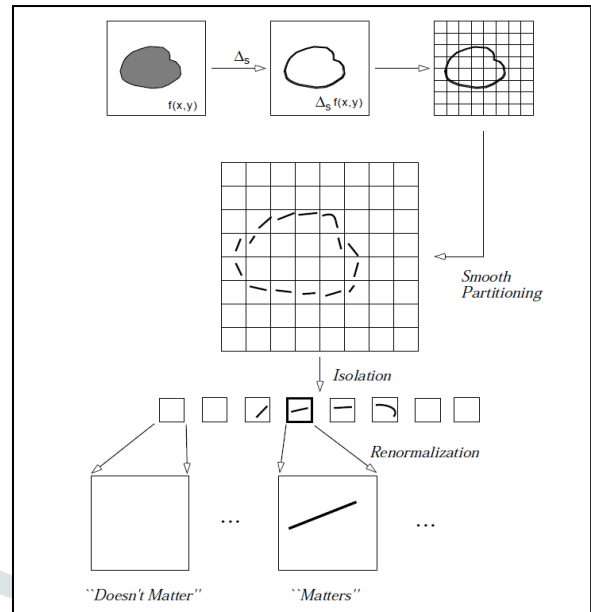 Δs
f(x,y)
Δs f(x,y)
Smooth
Partitioning
Isolation
Renormalization
...
...
``Doesn't Matter''
``Matters''